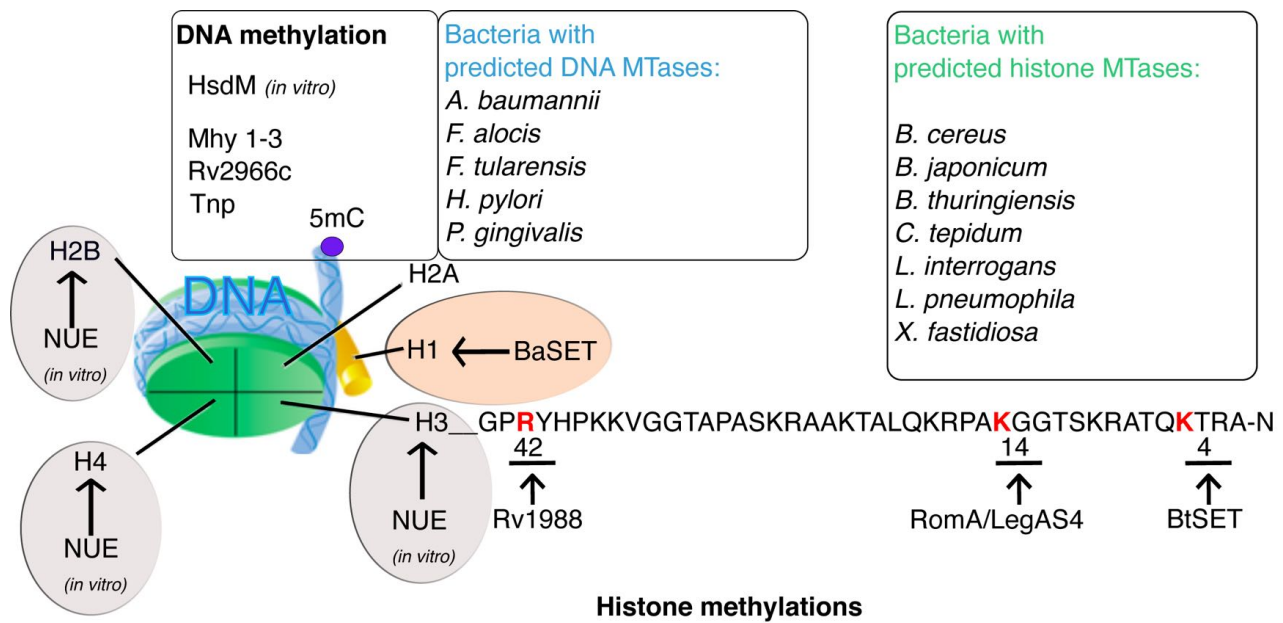 DNA methylation
HsdM (in vitro)
Mhy 1-3
Rv2966c
Tnp
5mC
Bacteria with
predicted DNA MTases:
A. baumannii
F. alocis
F. tularensis
H. pylori
P. gingivalis
Bacteria with
predicted histone MTases:
B. cereus
B. japonicum
B. thuringiensis
C. tepidum
L. interrogans
L. pneumophila
X. fastidiosa
H2B
NUE
(in vitro)
DNA
H2A
H1
BaSET
H4
NUE
(in vitro)
H3__GPRYHPKKVGGTAPASKRAAKTALQKRPAKGGTSKRATQKTRA-N
42
14
4
NUE
(in vitro)
Rv1988
RomA/LegAS4
BtSET
Histone methylations